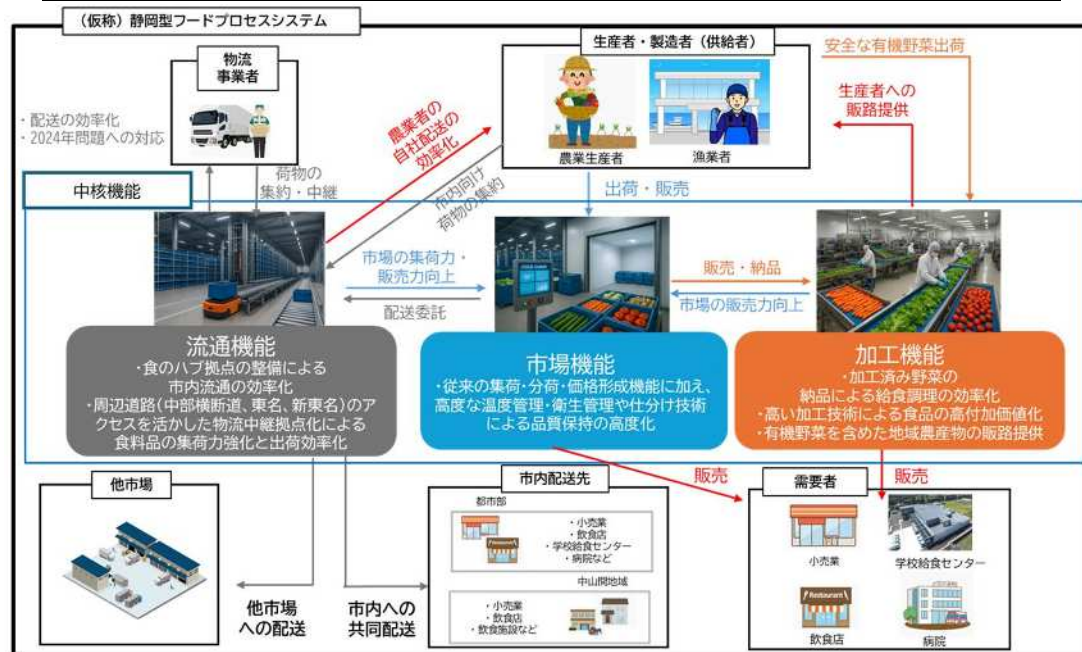 （仮称）静岡型フードプロセスシステム
物流
事業者
・配送の効率化
・2024年問題への対応
生産者・製造者（供給者）
農業生産者
漁業者
安全な有機野菜出荷
生産者への
販路提供
農業者の
自社配送の
効率化
市内向け
荷物の集約
荷物の
集約・中継
出荷・販売
中核機能
市場の集荷力・
販売力向上
配送委託
販売・納品
市場の販売力向上
流通機能
・食のハブ拠点の整備による
市内流通の効率化
・周辺道路（中部横断道、東名、新東名）のア
クセスを活かした物流中継拠点化による
食料品の集荷力強化と出荷効率化
市場機能
・従来の集荷・分荷・価格形成機能に加え、
高度な温度管理・衛生管理や仕分け技術
による品質保持の高度化
加工機能
・加工済み野菜の
納品による給食調理の効率化
・高い加工技術による食品の高付加価値化
・有機野菜を含めた地域農産物の販路提供
他市場
他市場
への配送
市内への
共同配送
市内配送先
都市部
・小売業
・飲食店
・学校給食センター
・病院など
中山間地域
・小売業
・飲食店
・飲食施設など
販売
販売
需要者
小売業
学校給食センター
Restaurant
飲食店
病院